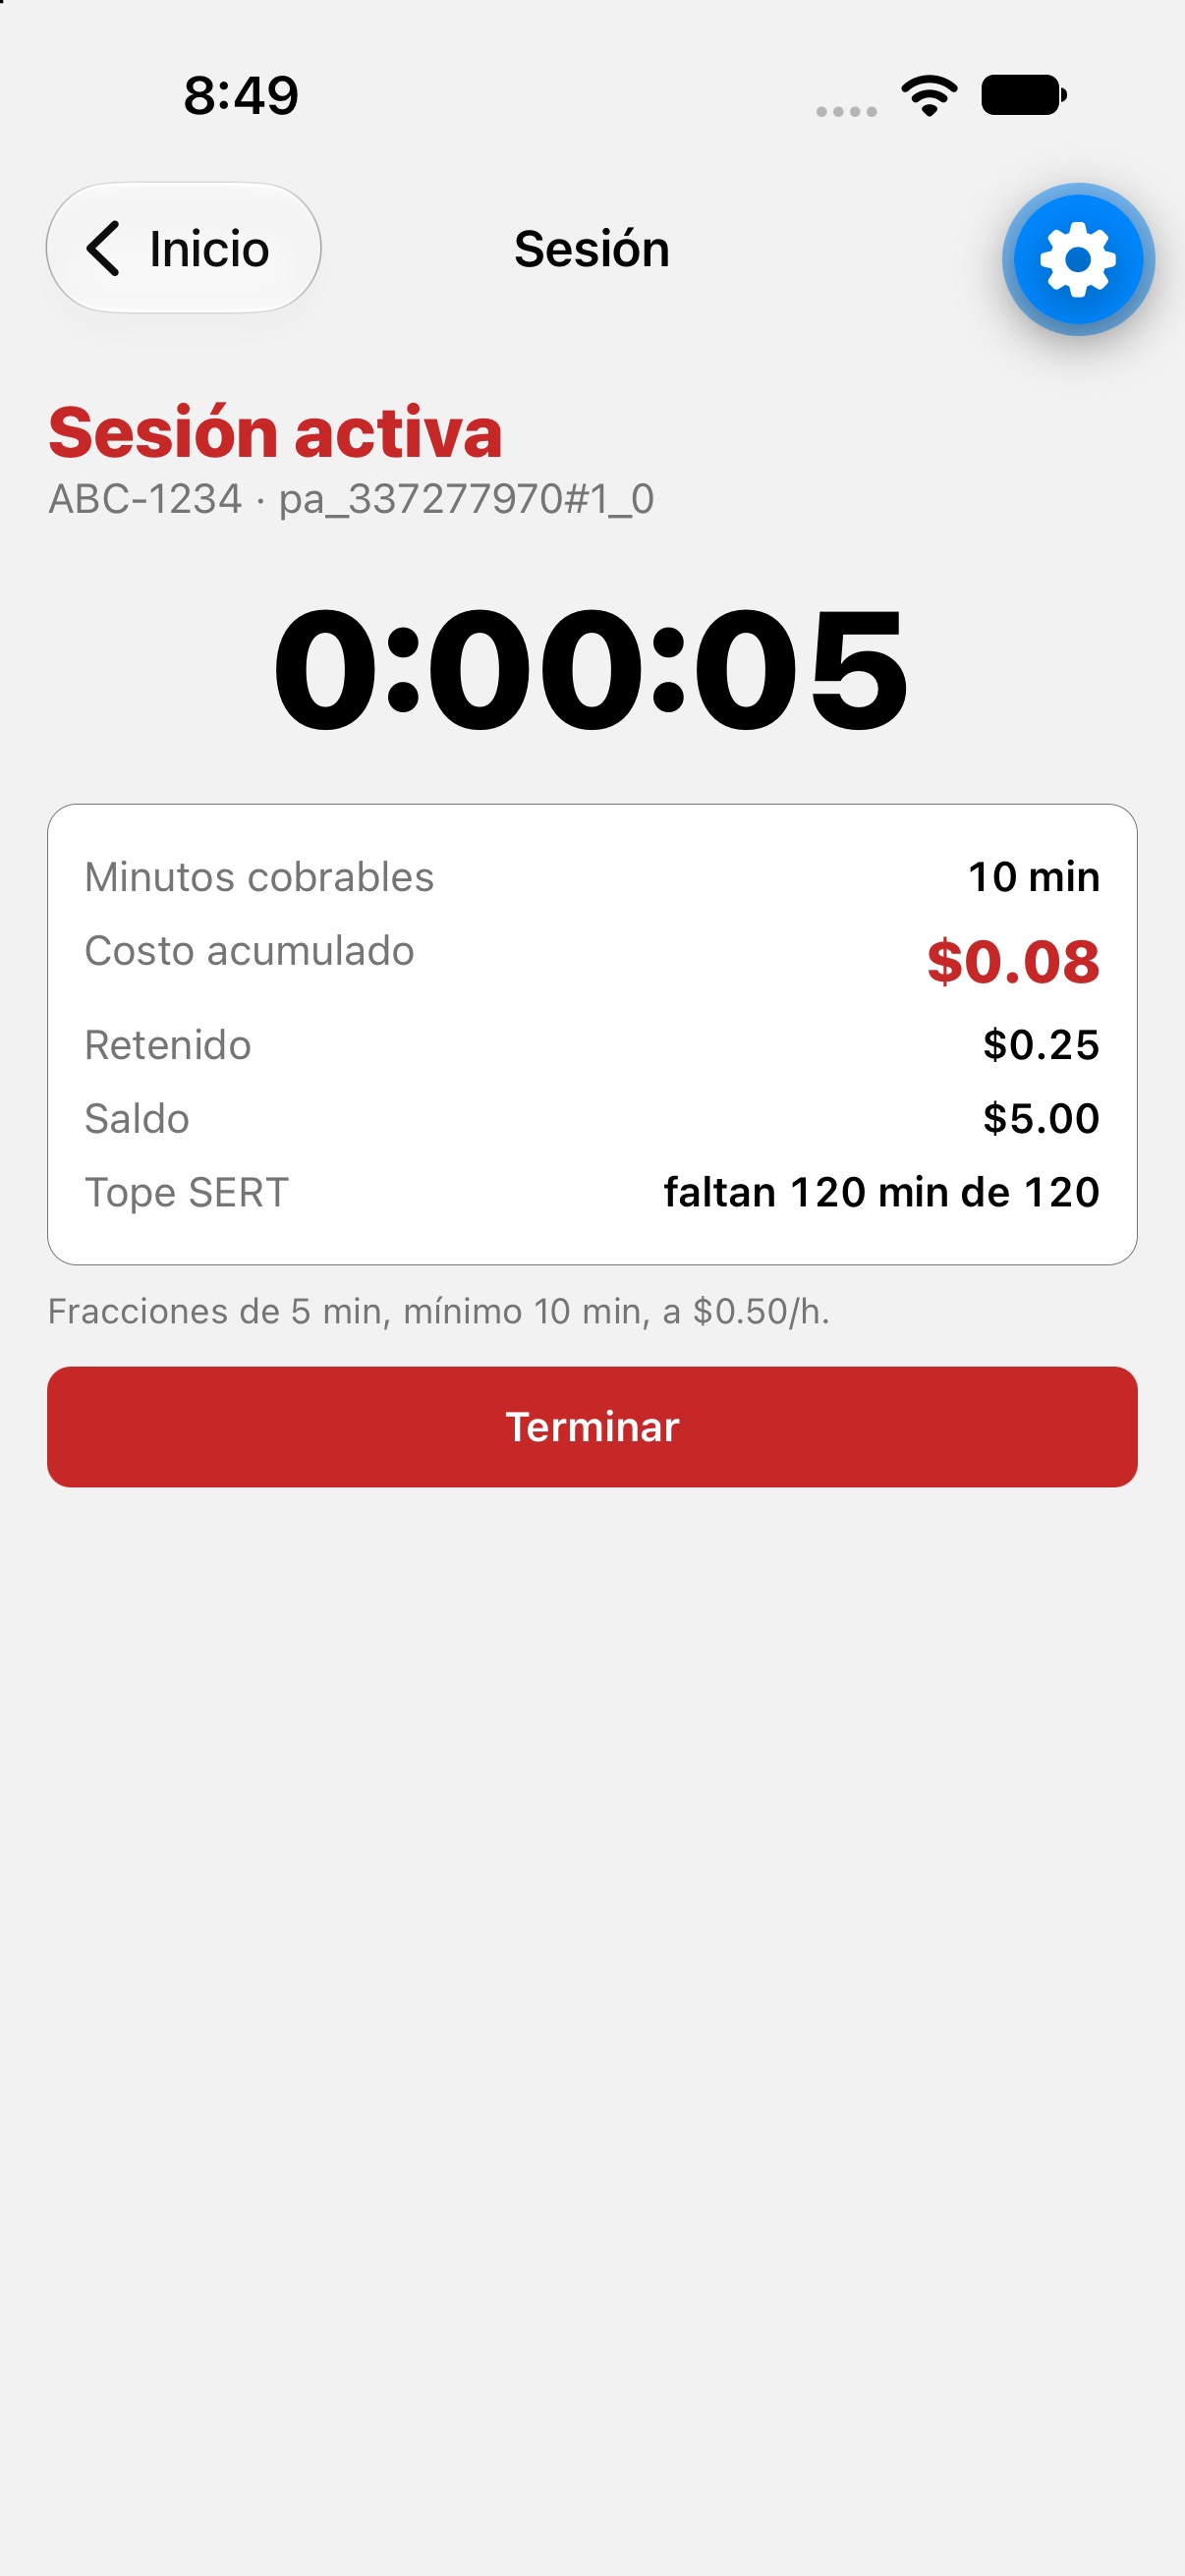 8:49
Inicio
Sesión
Sesión activa
ABC-1234 · pa_337277970#1_0
0:00:05
Minutos cobrables 10 min
Costo acumulado $0.08
Retenido $0.25
Saldo $5.00
Tope SERT faltan 120 min de 120
Fracciones de 5 min, mínimo 10 min, a $0.50/h.
Terminar